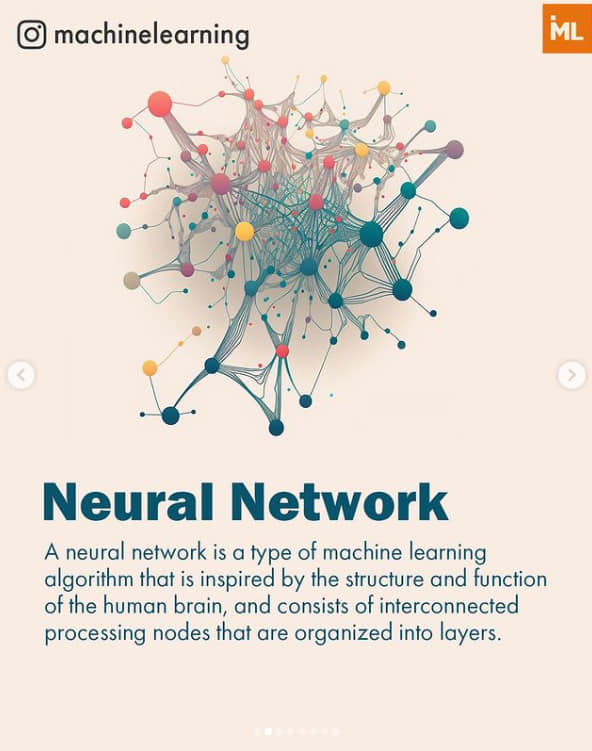 machinelearning
ML
Neural Network
A neural network is a type of machine learning
algorithm that is inspired by the structure and function
of the human brain, and consists of interconnected
processing nodes that are organized into layers.